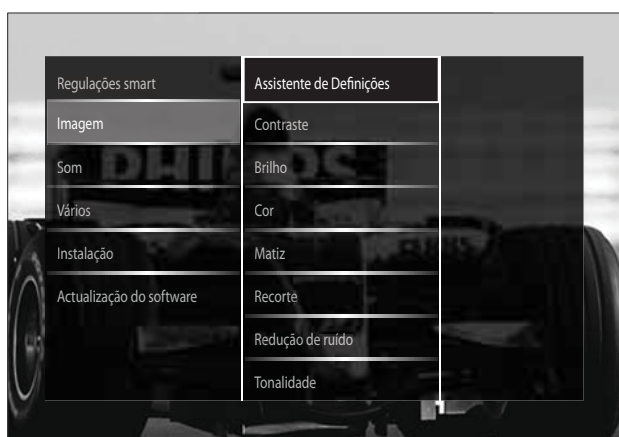 Regulações smart
Imagem
Som
Vários
Instalação
Actualização do software
Assistente de Definições
Contraste
Brilho
Cor
Matiz
Recorte
Redução de ruído
Tonalidade
PHILIPS